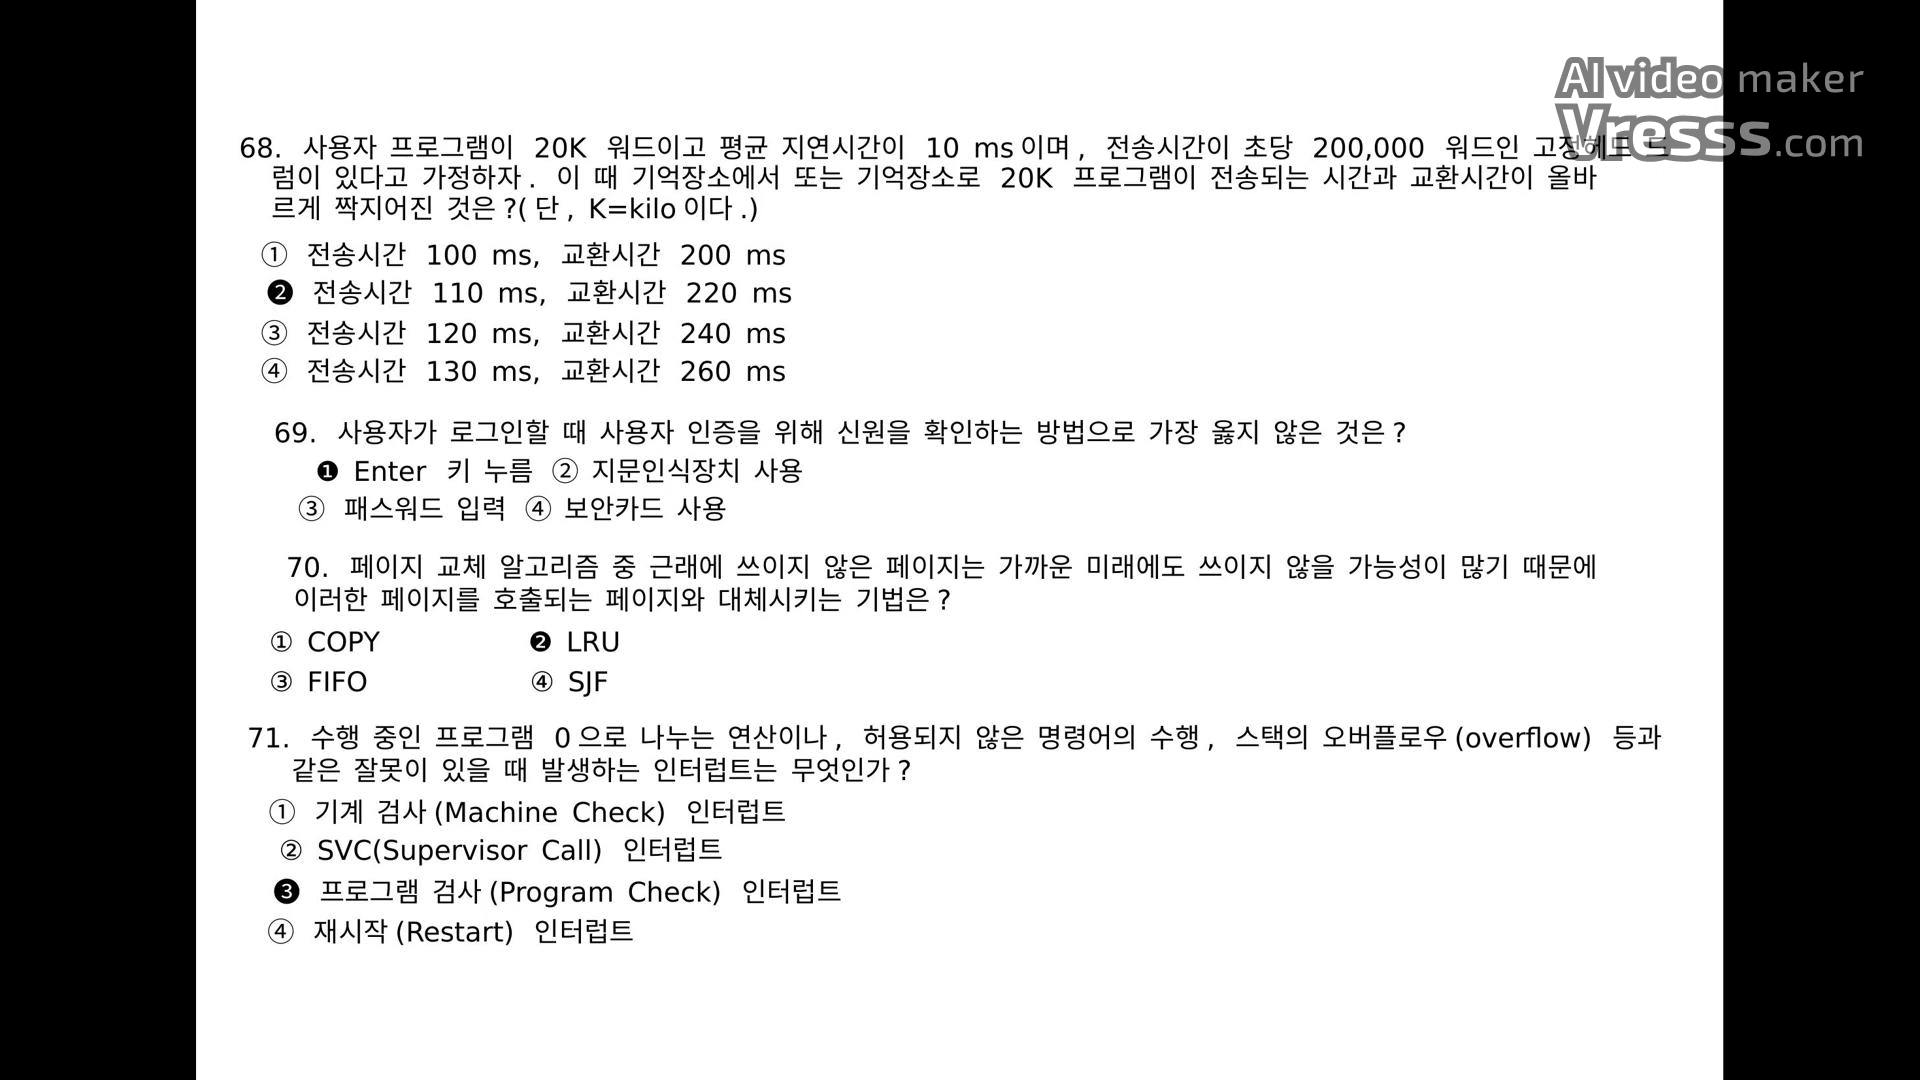 AI video maker
Vresss.com
68. 사용자 프로그램이 20K 워드이고 평균 지연시간이 10 ms이며, 전송시간이 초당 200,000 워드인 고정헤드 드
럼이 있다고 가정하자. 이 때 기억장소에서 또는 기억장소로 20K 프로그램이 전송되는 시간과 교환시간이 올바
르게 짝지어진 것은?(단, K=kilo이다.)
① 전송시간 100 ms, 교환시간 200 ms
❷ 전송시간 110 ms, 교환시간 220 ms
③ 전송시간 120 ms, 교환시간 240 ms
④ 전송시간 130 ms, 교환시간 260 ms
69. 사용자가 로그인할 때 사용자 인증을 위해 신원을 확인하는 방법으로 가장 옳지 않은 것은?
❶ Enter 키 누름 ② 지문인식장치 사용
③ 패스워드 입력 ④ 보안카드 사용
70. 페이지 교체 알고리즘 중 근래에 쓰이지 않은 페이지는 가까운 미래에도 쓰이지 않을 가능성이 많기 때문에
이러한 페이지를 호출되는 페이지와 대체시키는 기법은?
① COPY ❷ LRU
③ FIFO ④ SJF
71. 수행 중인 프로그램 0으로 나누는 연산이나, 허용되지 않은 명령어의 수행, 스택의 오버플로우(overflow) 등과
같은 잘못이 있을 때 발생하는 인터럽트는 무엇인가?
① 기계 검사(Machine Check) 인터럽트
② SVC(Supervisor Call) 인터럽트
❸ 프로그램 검사(Program Check) 인터럽트
④ 재시작(Restart) 인터럽트